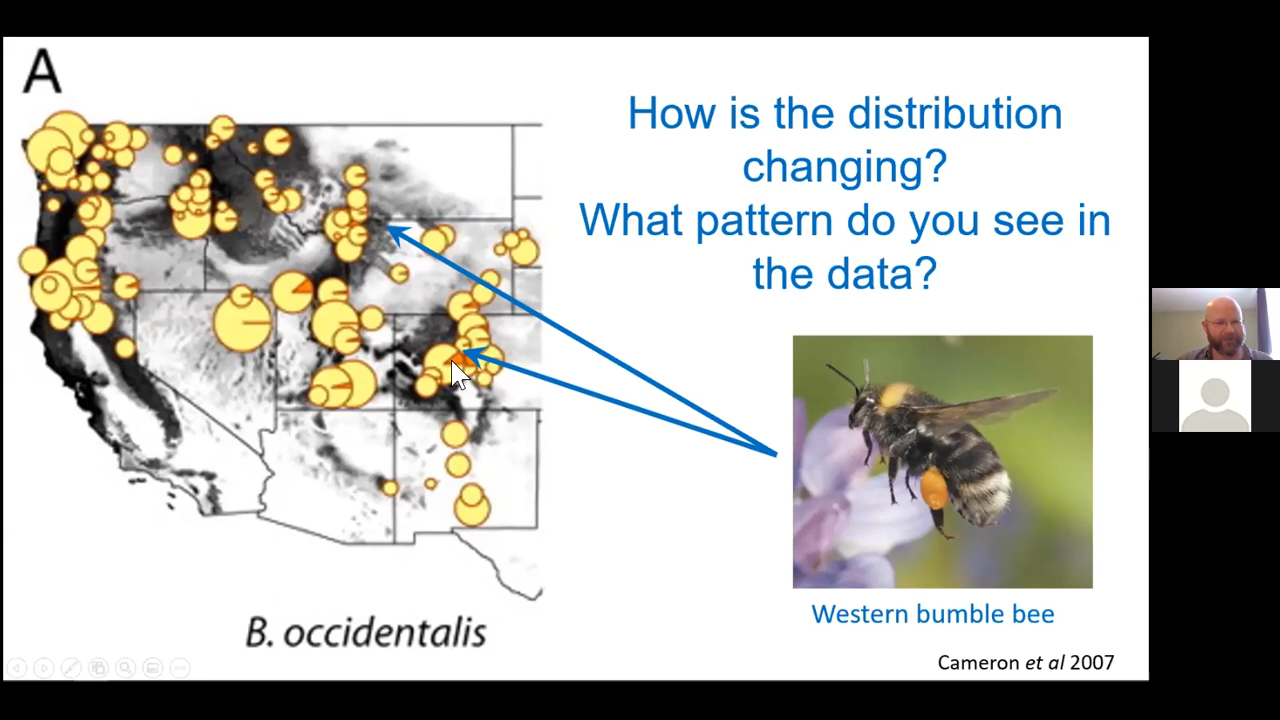 A
How is the distribution
changing?
What pattern do you see in
the data?
B. occidentalis
Western bumble bee
Cameron et al 2007